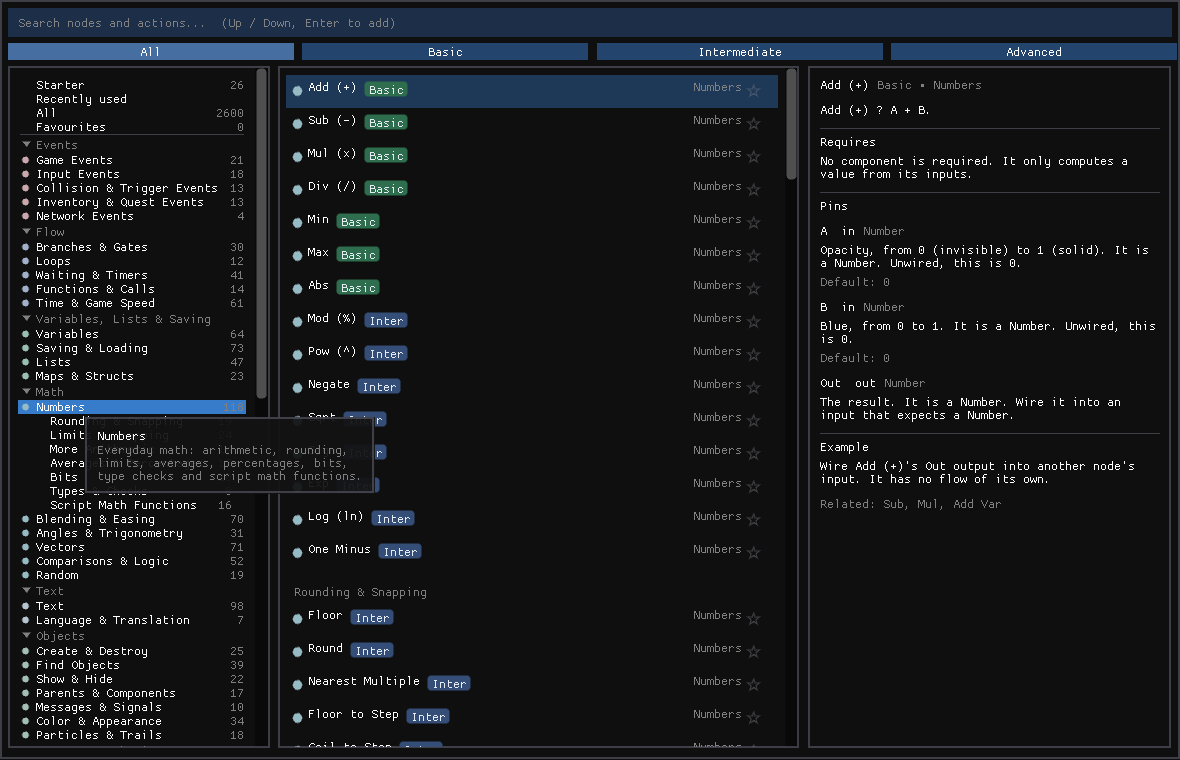 Search nodes and actions...  (Up / Down, Enter to add)
All
Basic
Intermediate
Advanced
Starter 26
Recently used
All 2600
Favourites 0
Events
Game Events 21
Input Events 18
Collision & Trigger Events 13
Inventory & Quest Events 13
Network Events 4
Flow
Branches & Gates 30
Loops 12
Waiting & Timers 41
Functions & Calls 14
Time & Game Speed 61
Variables, Lists & Saving
Variables 64
Saving & Loading 73
Lists 47
Maps & Structs 23
Math
Numbers
Limit
More
Bits
Script Math Functions 16
Blending & Easing 70
Angles & Trigonometry 31
Vectors 71
Comparisons & Logic 52
Random 19
Text
Text 98
Language & Translation 7
Objects
Create & Destroy 25
Find Objects 39
Show & Hide 22
Parents & Components 17
Messages & Signals 10
Color & Appearance 34
Particles & Trails 18
Numbers
Everyday math: arithmetic, rounding,
limits, averages, percentages, bits,
type checks and script math functions.
Add (+) Basic Numbers
Sub (-) Basic Numbers
Mul (x) Basic Numbers
Div (/) Basic Numbers
Min Basic Numbers
Max Basic Numbers
Abs Basic Numbers
Mod (%) Inter Numbers
Pow (^) Inter Numbers
Negate Inter Numbers
Numbers
Numbers
Numbers
Log (ln) Inter Numbers
One Minus Inter Numbers
Rounding & Snapping
Floor Inter Numbers
Round Inter Numbers
Nearest Multiple Inter Numbers
Floor to Step Inter Numbers
Ceil to Step Numbers
Add (+) Basic • Numbers
Add (+) ? A + B.
Requires
No component is required. It only computes a
value from its inputs.
Pins
A  in Number
Opacity, from 0 (invisible) to 1 (solid). It is
a Number. Unwired, this is 0.
Default: 0
B  in Number
Blue, from 0 to 1. It is a Number. Unwired, this
is 0.
Default: 0
Out  out Number
The result. It is a Number. Wire it into an
input that expects a Number.
Example
Wire Add (+)'s Out output into another node's
input. It has no flow of its own.
Related: Sub, Mul, Add Var